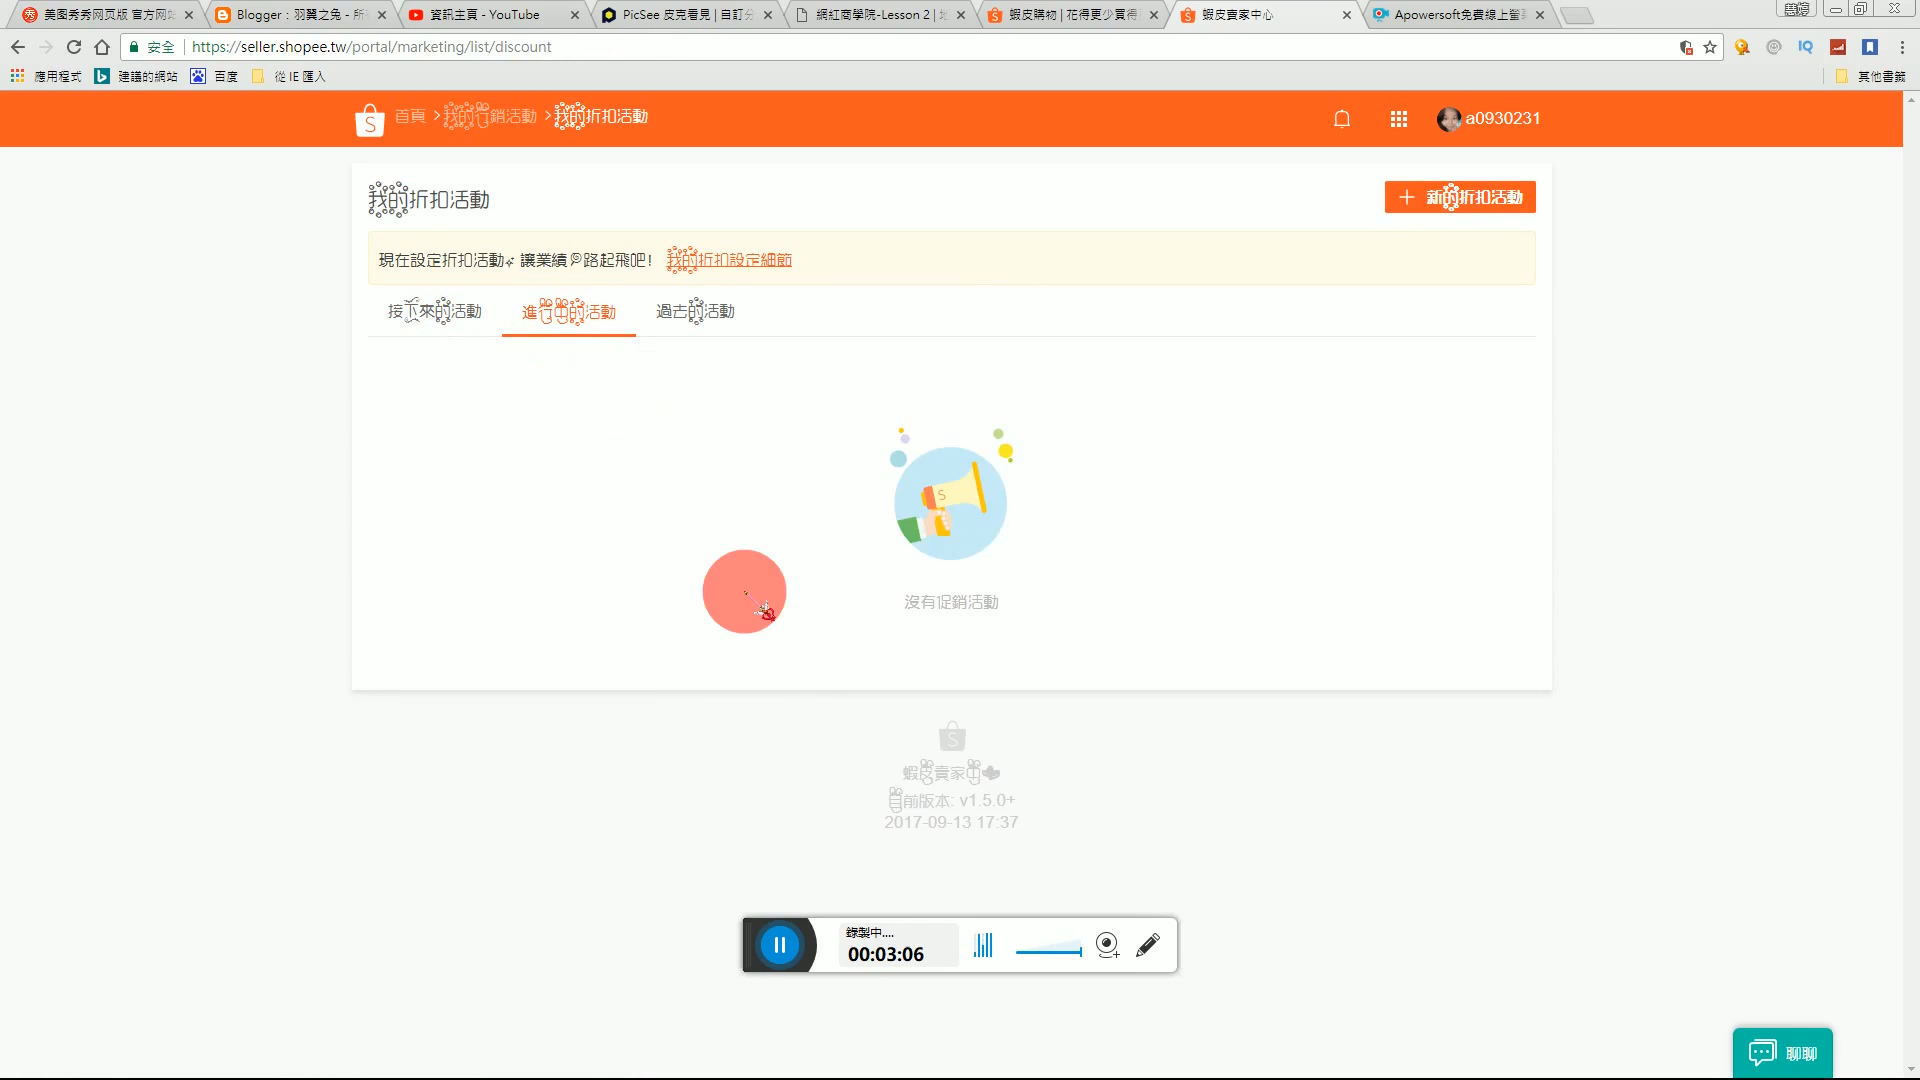 美图秀秀网页版 官方网站
Blogger：羽翼之兔 - 所
資訊主頁 - YouTube
PicSee 皮克看見 | 自訂分
網紅商學院-Lesson 2 |
蝦皮購物 | 花得更少買得
蝦皮賣家中心
Apowersoft免費線上螢
安全
https://seller.shopee.tw/portal/marketing/list/discount
應用程式
建議的網站
百度
從 IE 匯入
其他書籤
首頁 > 我的行銷活動 > 我的折扣活動
a0930231
我的折扣活動
新的折扣活動
現在設定折扣活動，讓業績一路起飛吧！ 我的折扣設定細節
接下來的活動
進行中的活動
過去的活動
S
沒有促銷活動
蝦皮賣家中心
目前版本: v1.5.0+
2017-09-13 17:37
錄製中....
00:03:06
聊聊